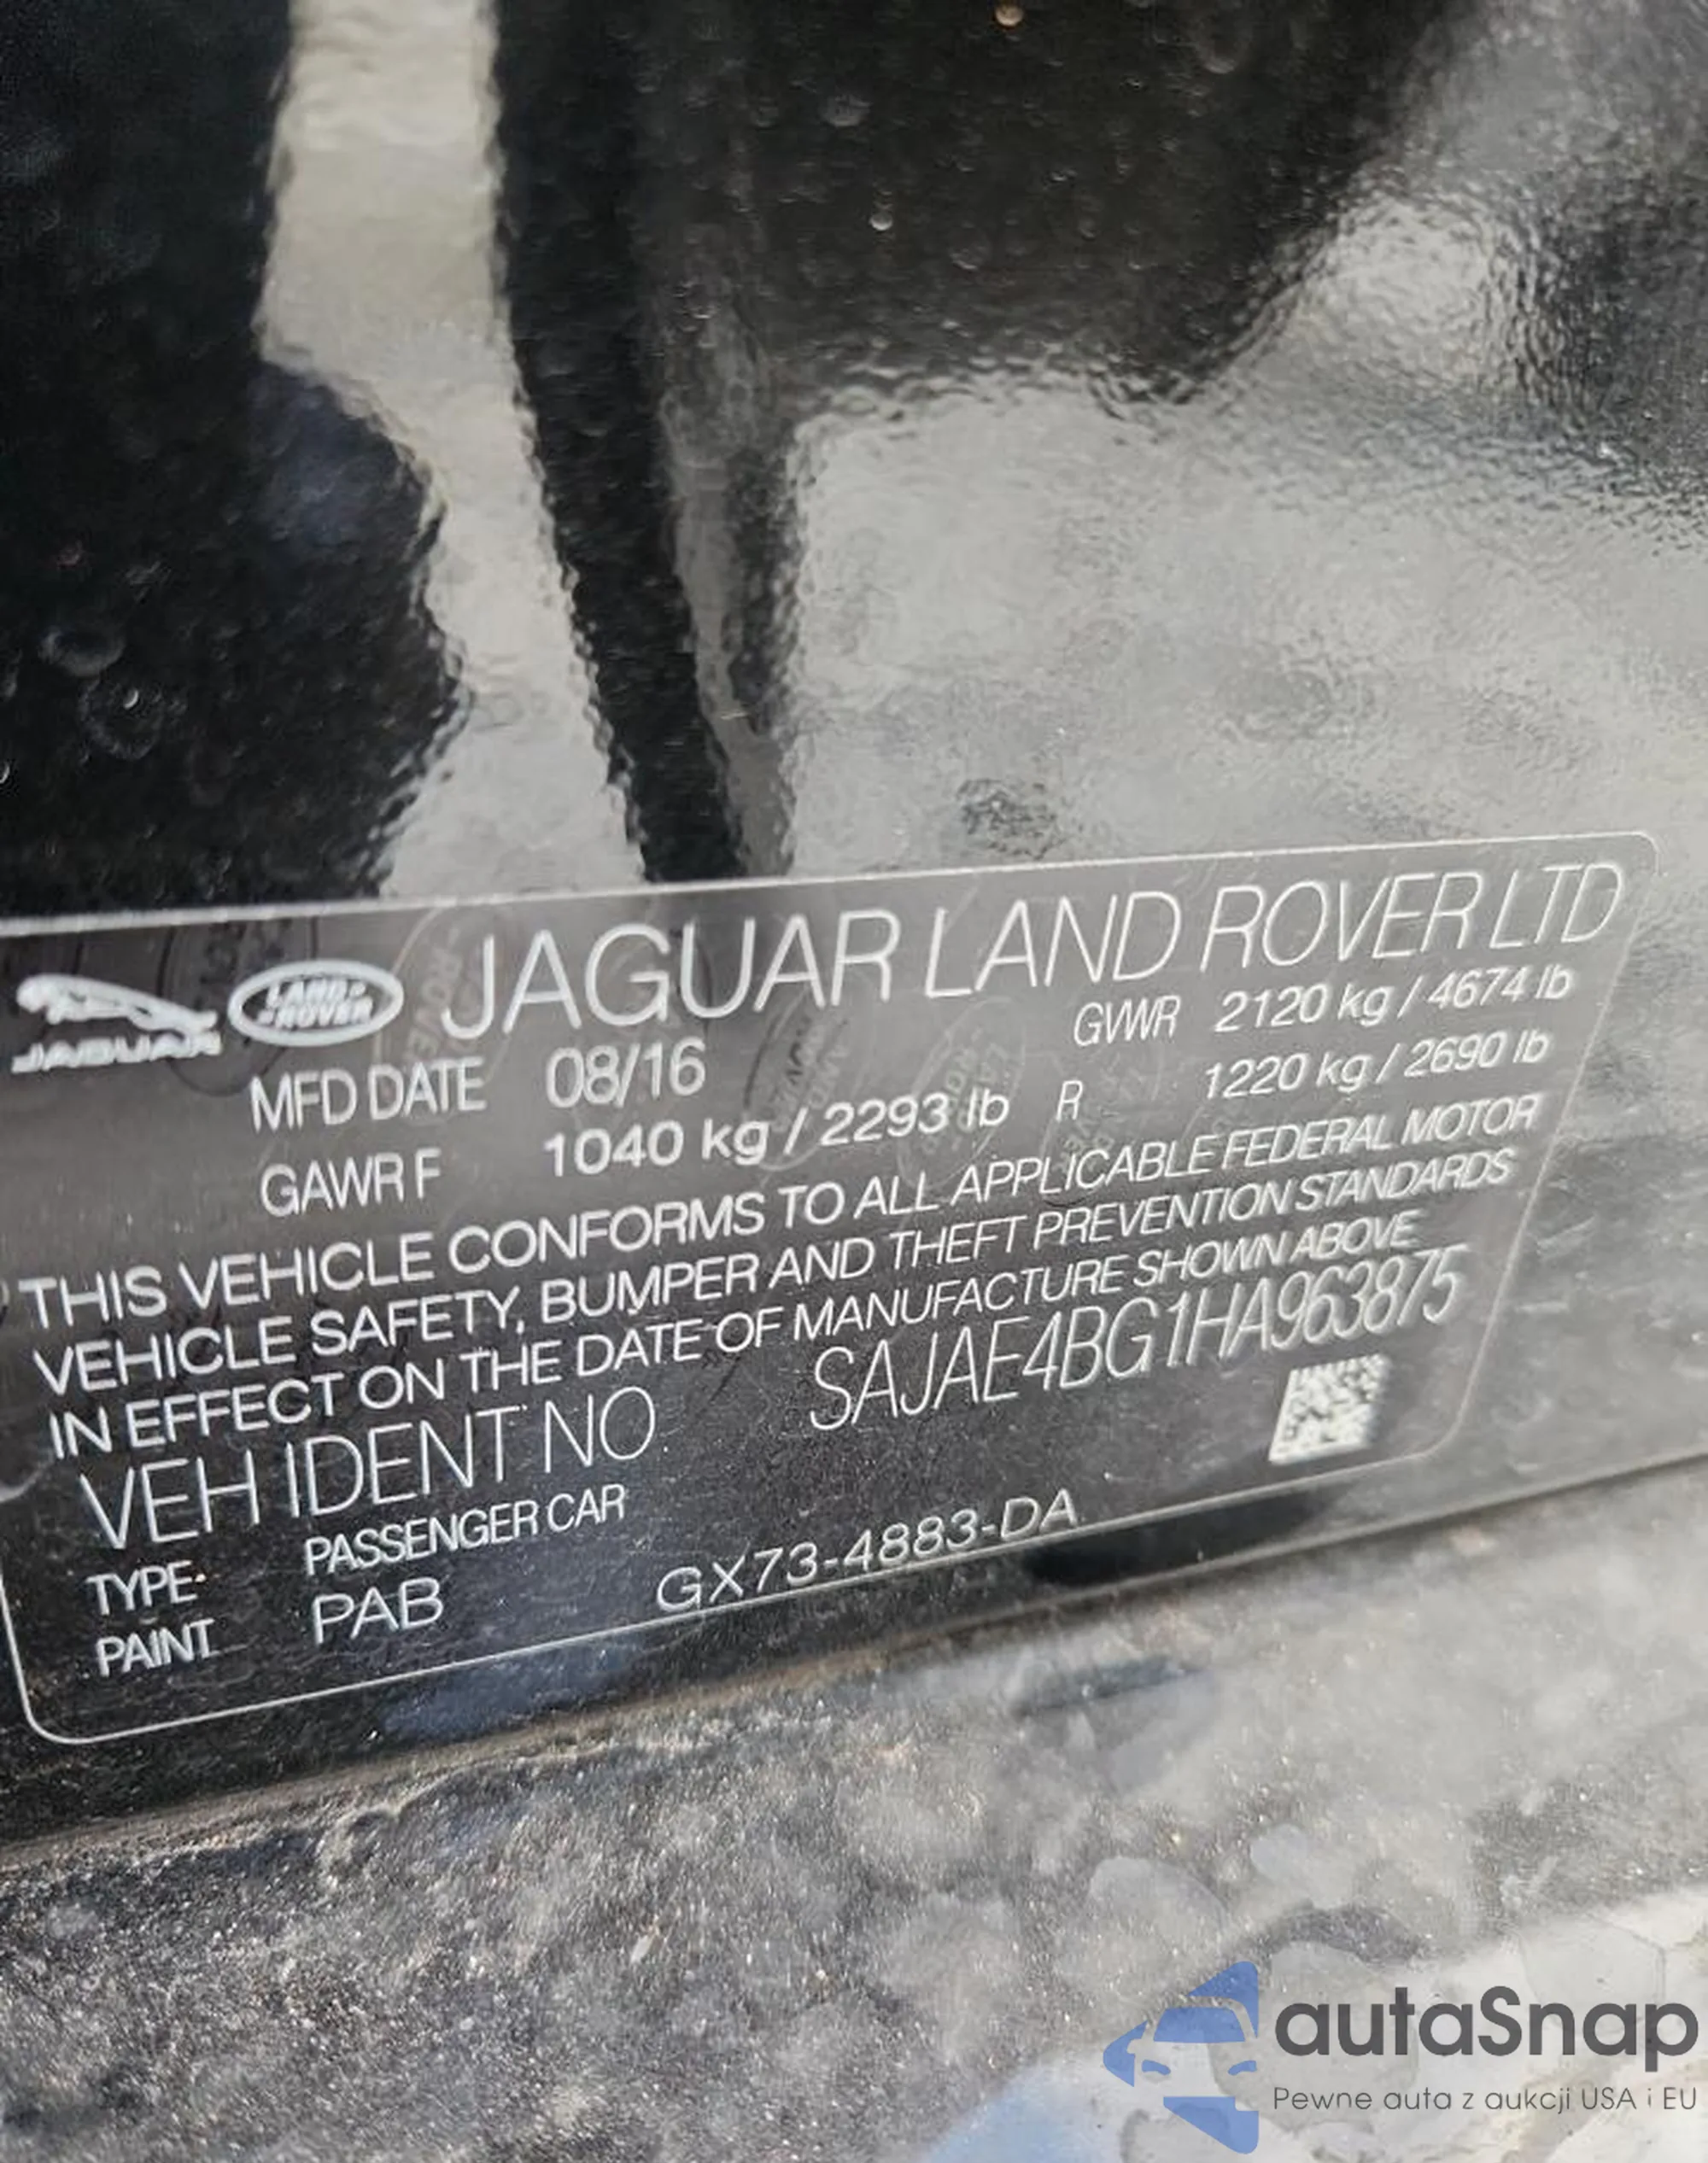 JAGUAR LAND ROVER JAGUAR LAND ROVER LTD
GVWR 2120 kg / 4674 lb
MFD DATE 08/16
GAWR F 1040 kg / 2293 lb R 1220 kg / 2690 lb
THIS VEHICLE CONFORMS TO ALL APPLICABLE FEDERAL MOTOR
VEHICLE SAFETY, BUMPER AND THEFT PREVENTION STANDARDS
IN EFFECT ON THE DATE OF MANUFACTURE SHOWN ABOVE
VEH IDENT NO SAJAE4BG1HA963875
TYPE PASSENGER CAR
PAINT PAB GX73-4883-DA
autaSnap
Pewne auta z aukcji USA i EU